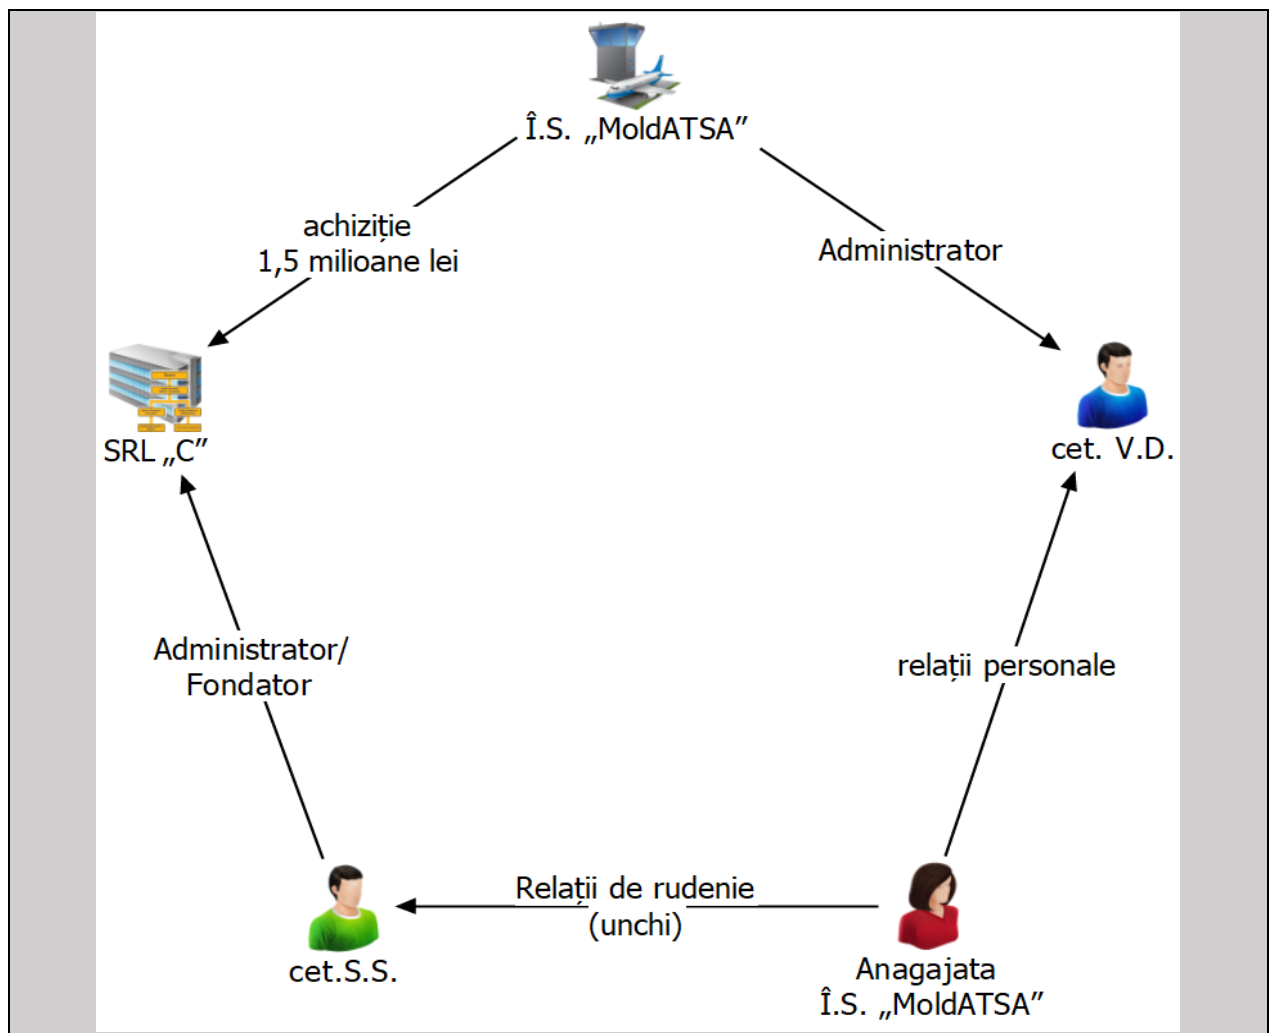 Î.S. „MoldATSA”
achiziție
1,5 milioane lei
Administrator
SRL „C”
cet. V.D.
Administrator/
Fondator
relații personale
Relații de rudenie
(unchi)
cet.S.S.
Anagajata
Î.S. „MoldATSA”